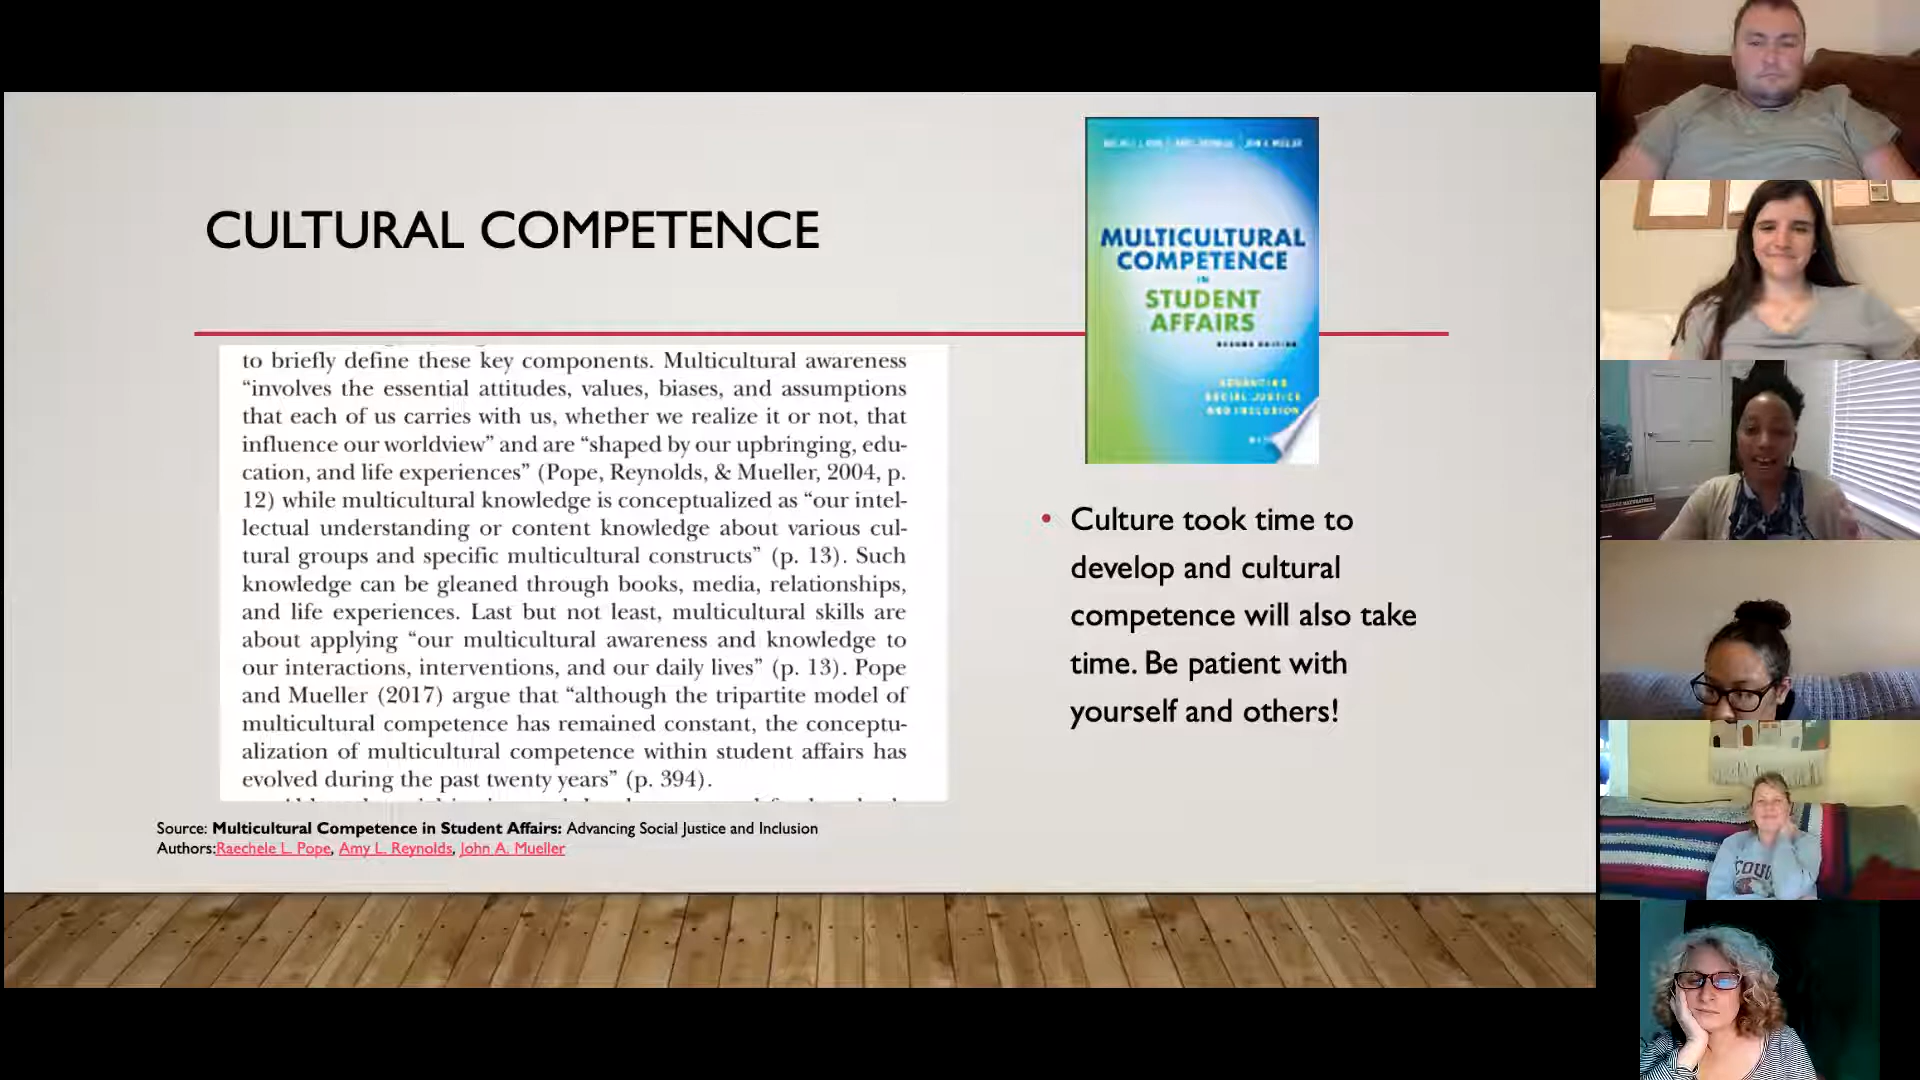 CULTURAL COMPETENCE
to briefly define these key components. Multicultural awareness
“involves the essential attitudes, values, biases, and assumptions
that each of us carries with us, whether we realize it or not, that
influence our worldview” and are “shaped by our upbringing, edu-
cation, and life experiences” (Pope, Reynolds, & Mueller, 2004, p.
12) while multicultural knowledge is conceptualized as “our intel-
lectual understanding or content knowledge about various cul-
tural groups and specific multicultural constructs” (p. 13). Such
knowledge can be gleaned through books, media, relationships,
and life experiences. Last but not least, multicultural skills are
about applying “our multicultural awareness and knowledge to
our interactions, interventions, and our daily lives” (p. 13). Pope
and Mueller (2017) argue that “although the tripartite model of
multicultural competence has remained constant, the conceptu-
alization of multicultural competence within student affairs has
evolved during the past twenty years” (p. 394).
Source: Multicultural Competence in Student Affairs: Advancing Social Justice and Inclusion
Authors:Raechele L. Pope, Amy L. Reynolds, John A. Mueller
MULTICULTURAL
COMPETENCE
IN
STUDENT
AFFAIRS
SECOND EDITION
ADVANCING
SOCIAL JUSTICE
AND INCLUSION
• Culture took time to
develop and cultural
competence will also take
time. Be patient with
yourself and others!
COUG